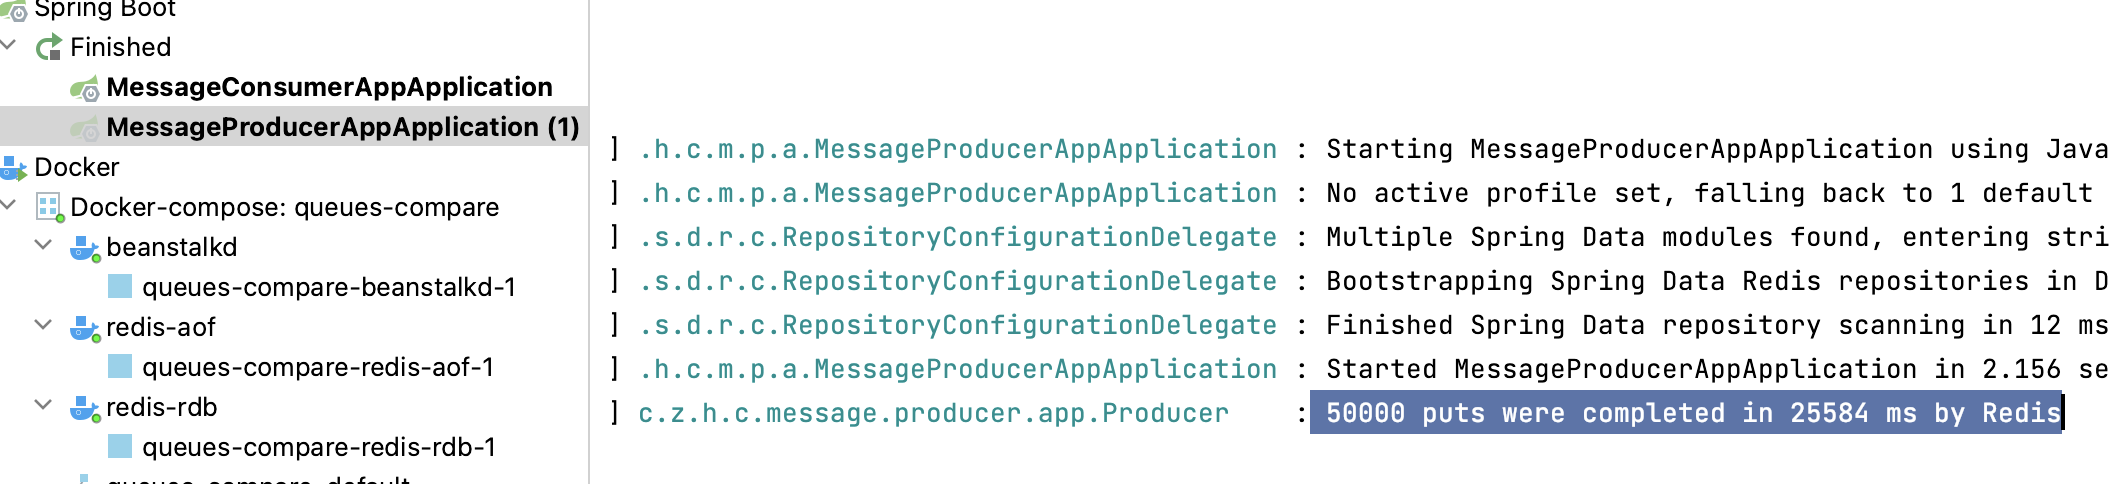 Spring Boot
Finished
MessageConsumerAppApplication
MessageProducerAppApplication (1)
Docker
Docker-compose: queues-compare
beanstalkd
queues-compare-beanstalkd-1
redis-aof
queues-compare-redis-aof-1
redis-rdb
queues-compare-redis-rdb-1
] .h.c.m.p.a.MessageProducerAppApplication : Starting MessageProducerAppApplication using Java
] .h.c.m.p.a.MessageProducerAppApplication : No active profile set, falling back to 1 default
] .s.d.r.c.RepositoryConfigurationDelegate : Multiple Spring Data modules found, entering stri
] .s.d.r.c.RepositoryConfigurationDelegate : Bootstrapping Spring Data Redis repositories in D
] .s.d.r.c.RepositoryConfigurationDelegate : Finished Spring Data repository scanning in 12 ms
] .h.c.m.p.a.MessageProducerAppApplication : Started MessageProducerAppApplication in 2.156 se
] c.z.h.c.message.producer.app.Producer : 50000 puts were completed in 25584 ms by Redis